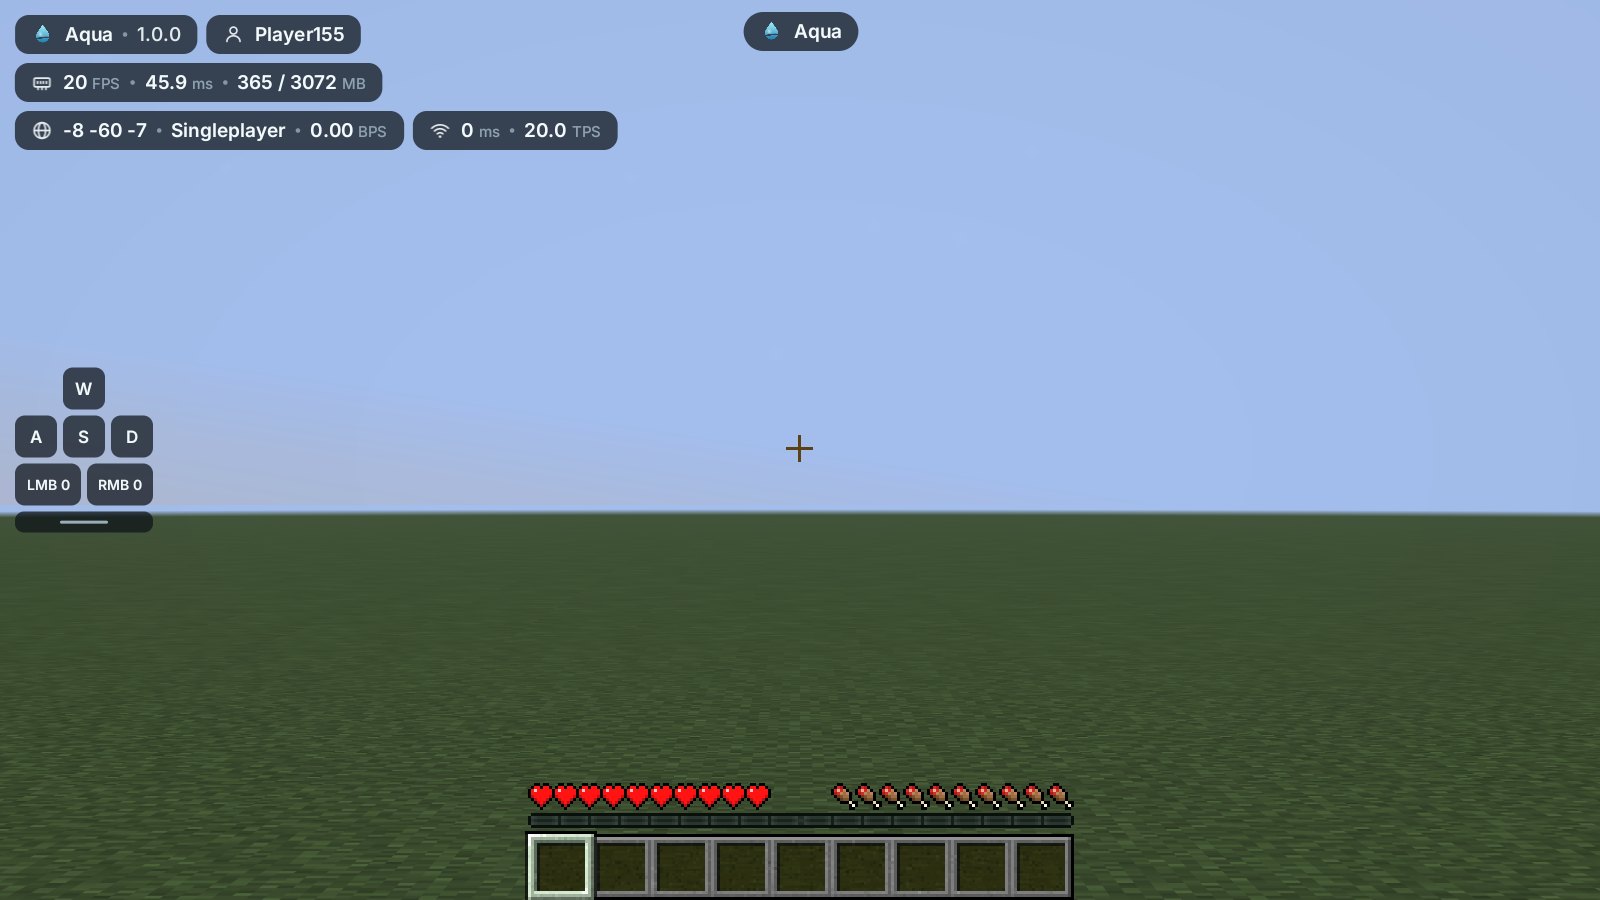 Aqua • 1.0.0
Player155
Aqua
20 FPS • 45.9 ms • 365 / 3072 MB
-8 -60 -7 • Singleplayer • 0.00 BPS
0 ms • 20.0 TPS
W
A S D
LMB 0 RMB 0